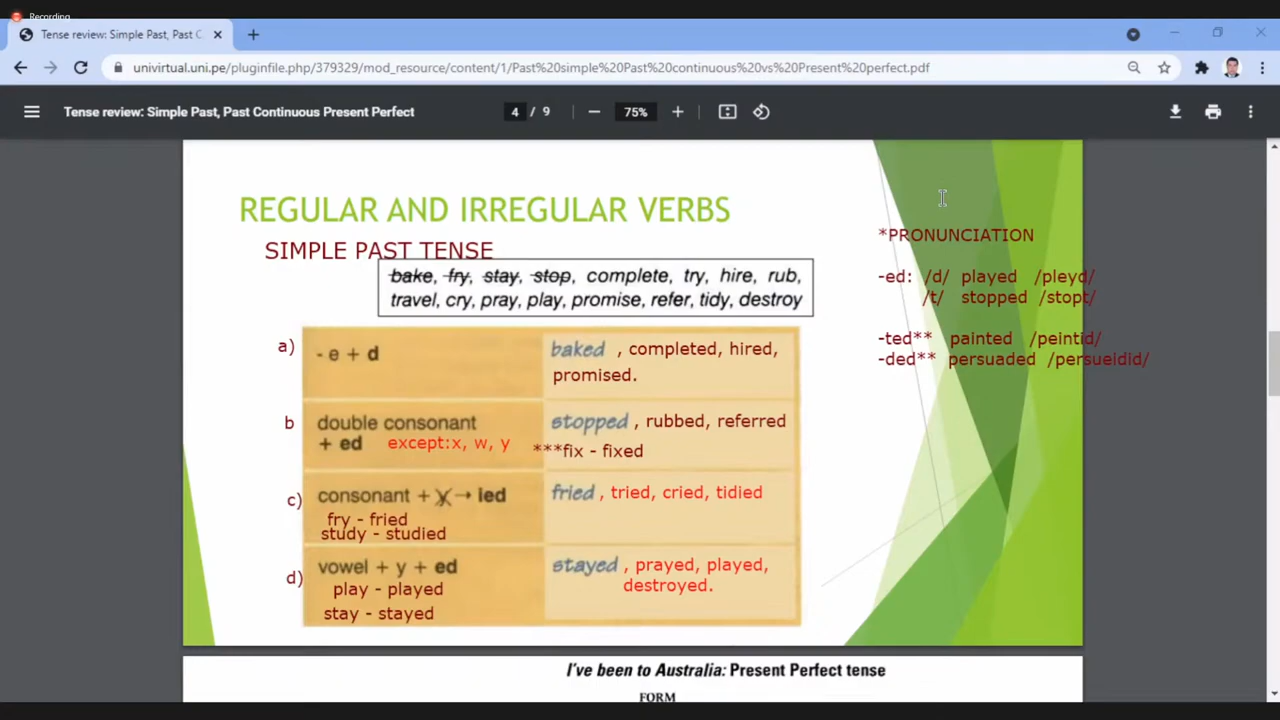 Recording
Tense review: Simple Past, Past C
univirtual.uni.pe/pluginfile.php/379329/mod_resource/content/1/Past%20simple%20Past%20continuous%20vs%20Present%20perfect.pdf
Tense review: Simple Past, Past Continuous Present Perfect
4 / 9
75%
REGULAR AND IRREGULAR VERBS
SIMPLE PAST TENSE
bake, fry, stay, stop, complete, try, hire, rub,
travel, cry, pray, play, promise, refer, tidy, destroy
a)
- e + d
baked , completed, hired,
promised.
b
double consonant
+ ed except:x, w, y
stopped , rubbed, referred
***fix - fixed
c)
consonant + y → ied
fry - fried
study - studied
fried , tried, cried, tidied
d)
vowel + y + ed
play - played
stay - stayed
stayed , prayed, played,
destroyed.
*PRONUNCIATION
-ed: /d/ played /pleyd/
/t/ stopped /stopt/
-ted** painted /peintid/
-ded** persuaded /persueidid/
I've been to Australia: Present Perfect tense
FORM